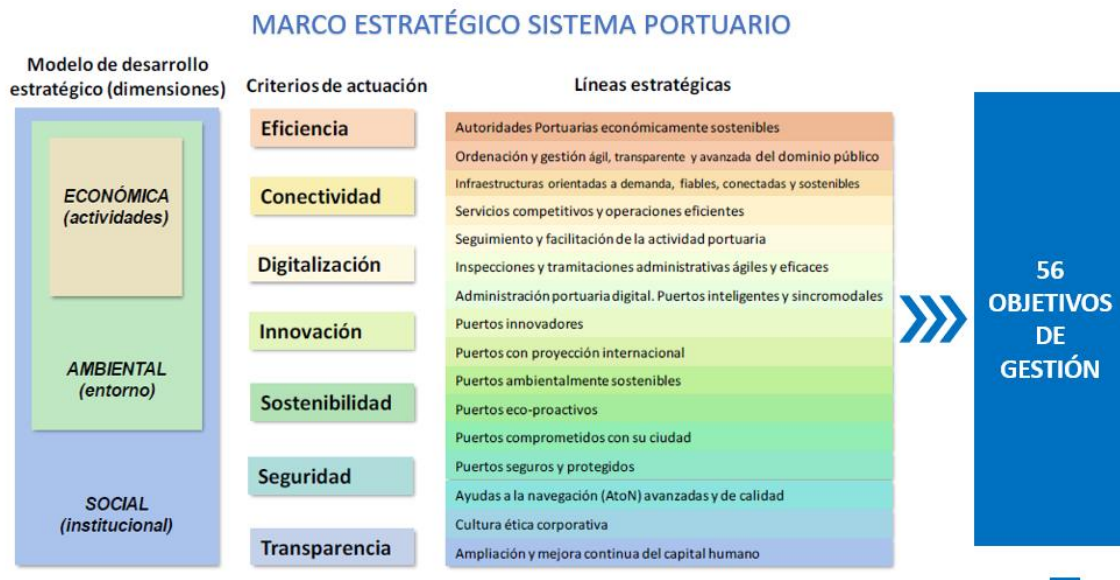 MARCO ESTRATÉGICO SISTEMA PORTUARIO
Modelo de desarrollo
estratégico (dimensiones)
ECONÓMICA
(actividades)
AMBIENTAL
(entorno)
SOCIAL
(institucional)
Criterios de actuación
Eficiencia
Conectividad
Digitalización
Innovación
Sostenibilidad
Seguridad
Transparencia
Líneas estratégicas
Autoridades Portuarias económicamente sostenibles
Ordenación y gestión ágil, transparente y avanzada del dominio público
Infraestructuras orientadas a demanda, fiables, conectadas y sostenibles
Servicios competitivos y operaciones eficientes
Seguimiento y facilitación de la actividad portuaria
Inspecciones y tramitaciones administrativas ágiles y eficaces
Administración portuaria digital. Puertos inteligentes y sincromodales
Puertos innovadores
Puertos con proyección internacional
Puertos ambientalmente sostenibles
Puertos eco-proactivos
Puertos comprometidos con su ciudad
Puertos seguros y protegidos
Ayudas a la navegación (AtoN) avanzadas y de calidad
Cultura ética corporativa
Ampliación y mejora continua del capital humano
56
OBJETIVOS
DE
GESTIÓN